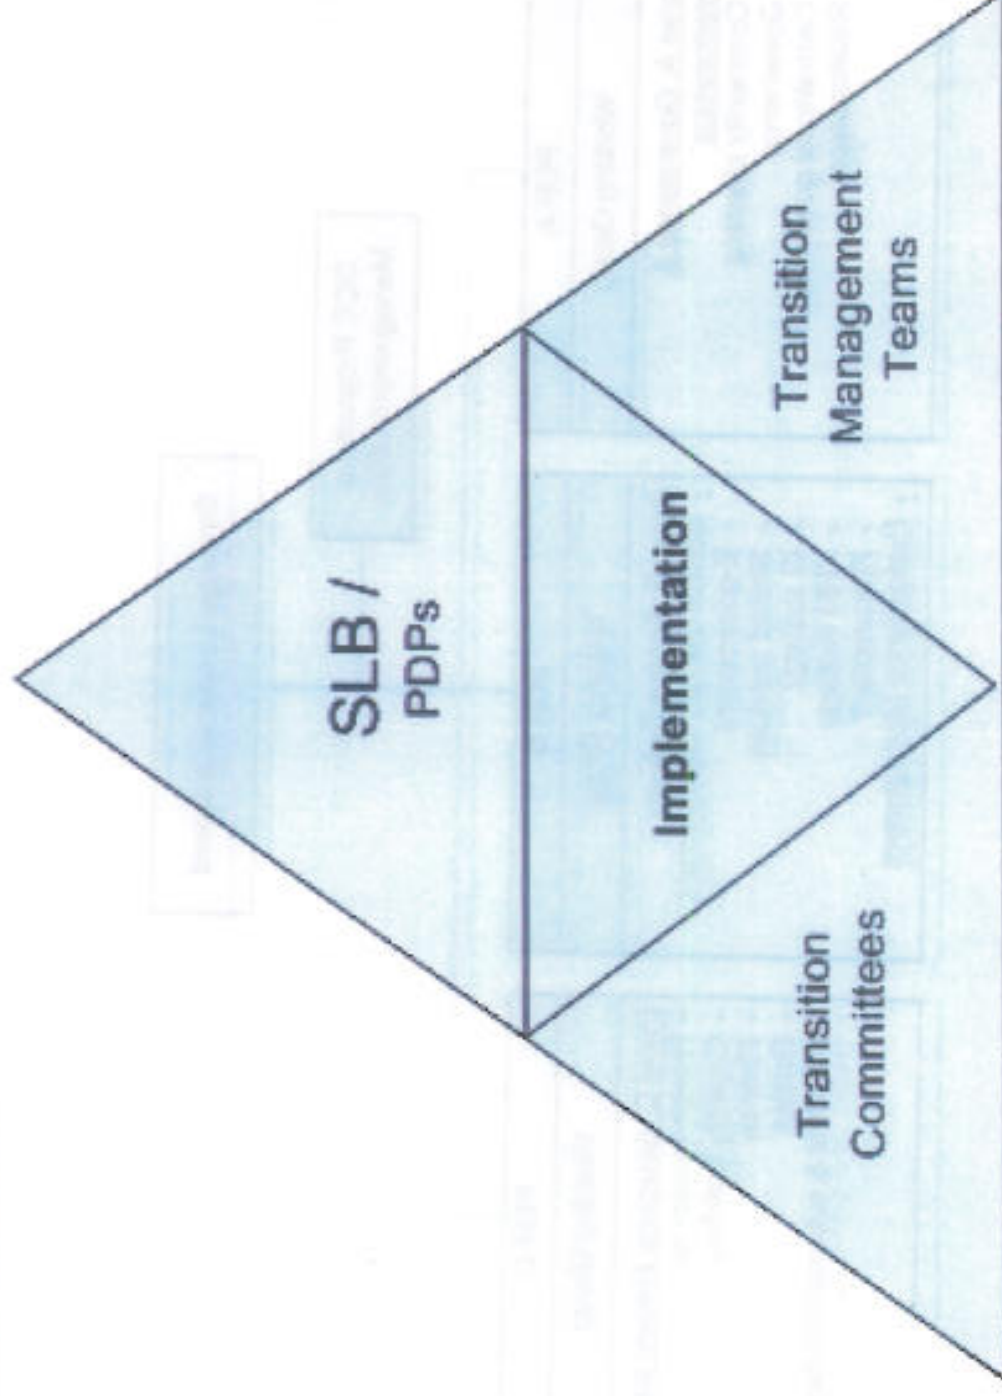 SLB /
PDPs
Implementation
Transition
Committees
Transition
Management
Teams